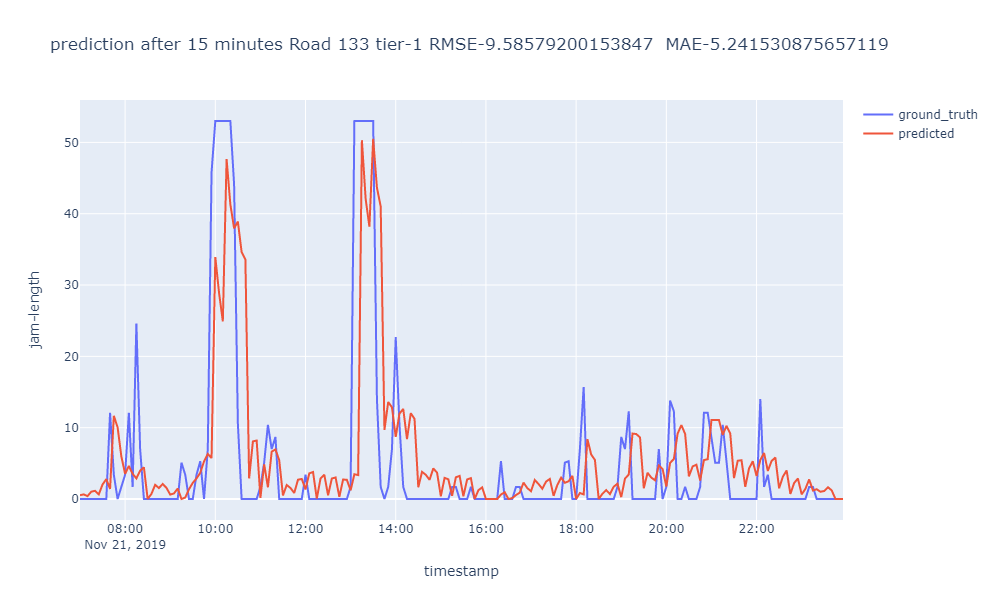 prediction after 15 minutes Road 133 tier-1 RMSE-9.58579200153847  MAE-5.241530875657119
ground_truth
predicted
50
40
30
20
10
0
jam-length
08:00 10:00 12:00 14:00 16:00 18:00 20:00 22:00
Nov 21, 2019
timestamp